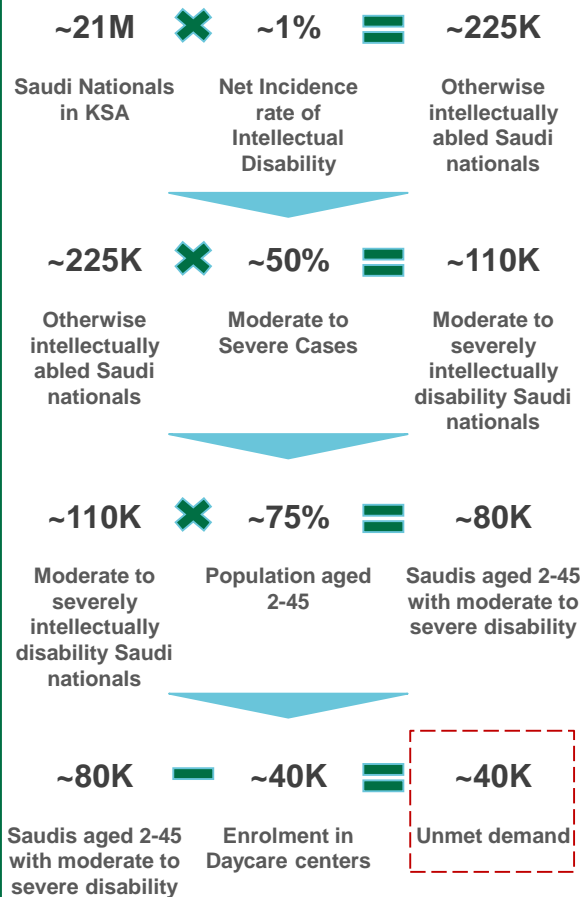 ~21M ✖ ~1% = ~225K
Saudi Nationals
in KSA
Net Incidence
rate of
Intellectual
Disability
Otherwise
intellectually
abled Saudi
nationals
~225K ✖ ~50% = ~110K
Otherwise
intellectually
abled Saudi
nationals
Moderate to
Severe Cases
Moderate to
severely
intellectually
disability Saudi
nationals
~110K ✖ ~75% = ~80K
Moderate to
severely
intellectually
disability Saudi
nationals
Population aged
2-45
Saudis aged 2-45
with moderate to
severe disability
~80K − ~40K = ~40K
Saudis aged 2-45
with moderate to
severe disability
Enrolment in
Daycare centers
Unmet demand